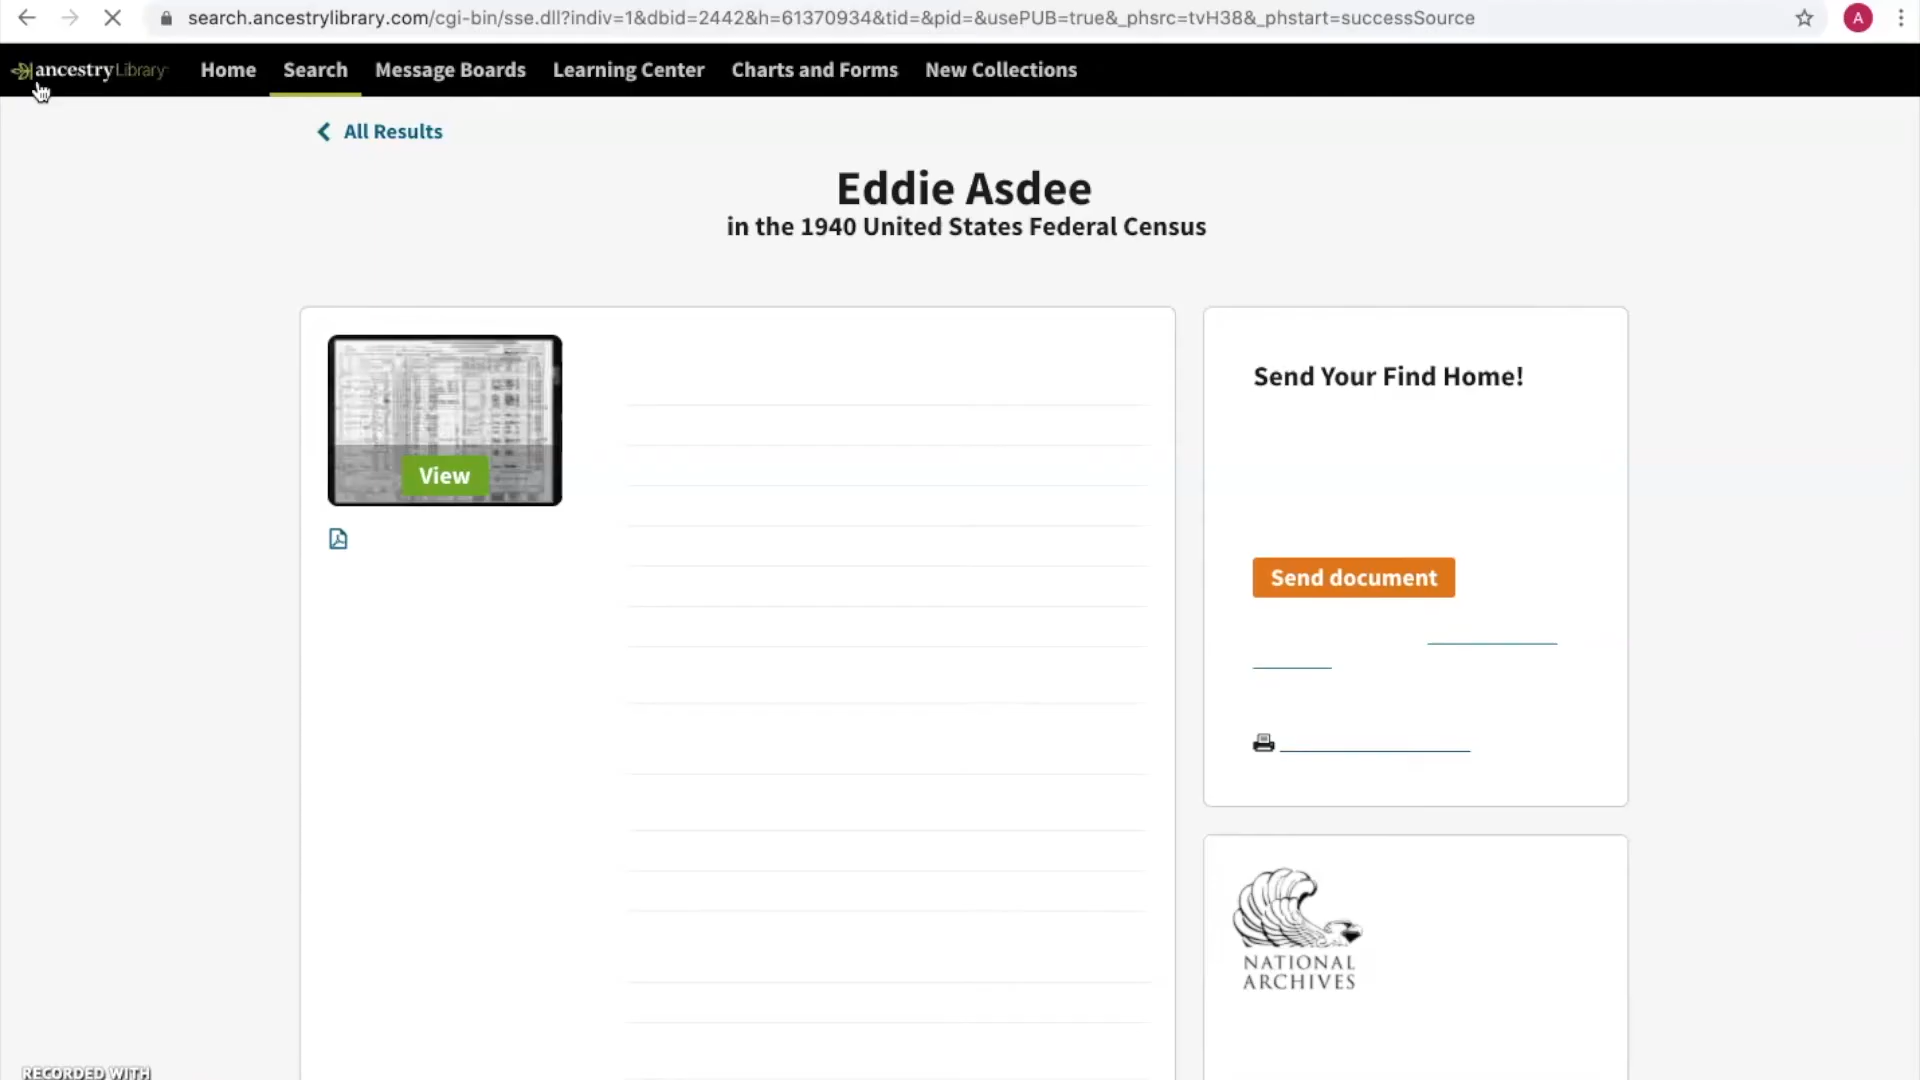 search.ancestrylibrary.com/cgi-bin/sse.dll?indiv=1&dbid=2442&h=61370934&tid=&pid=&usePUB=true&_phsrc=tvH38&_phstart=successSource
A
ancestryLibrary
Home
Search
Message Boards
Learning Center
Charts and Forms
New Collections
All Results
Eddie Asdee
in the 1940 United States Federal Census
View
Send Your Find Home!
Send document
NATIONAL
ARCHIVES
RECORDED WITH